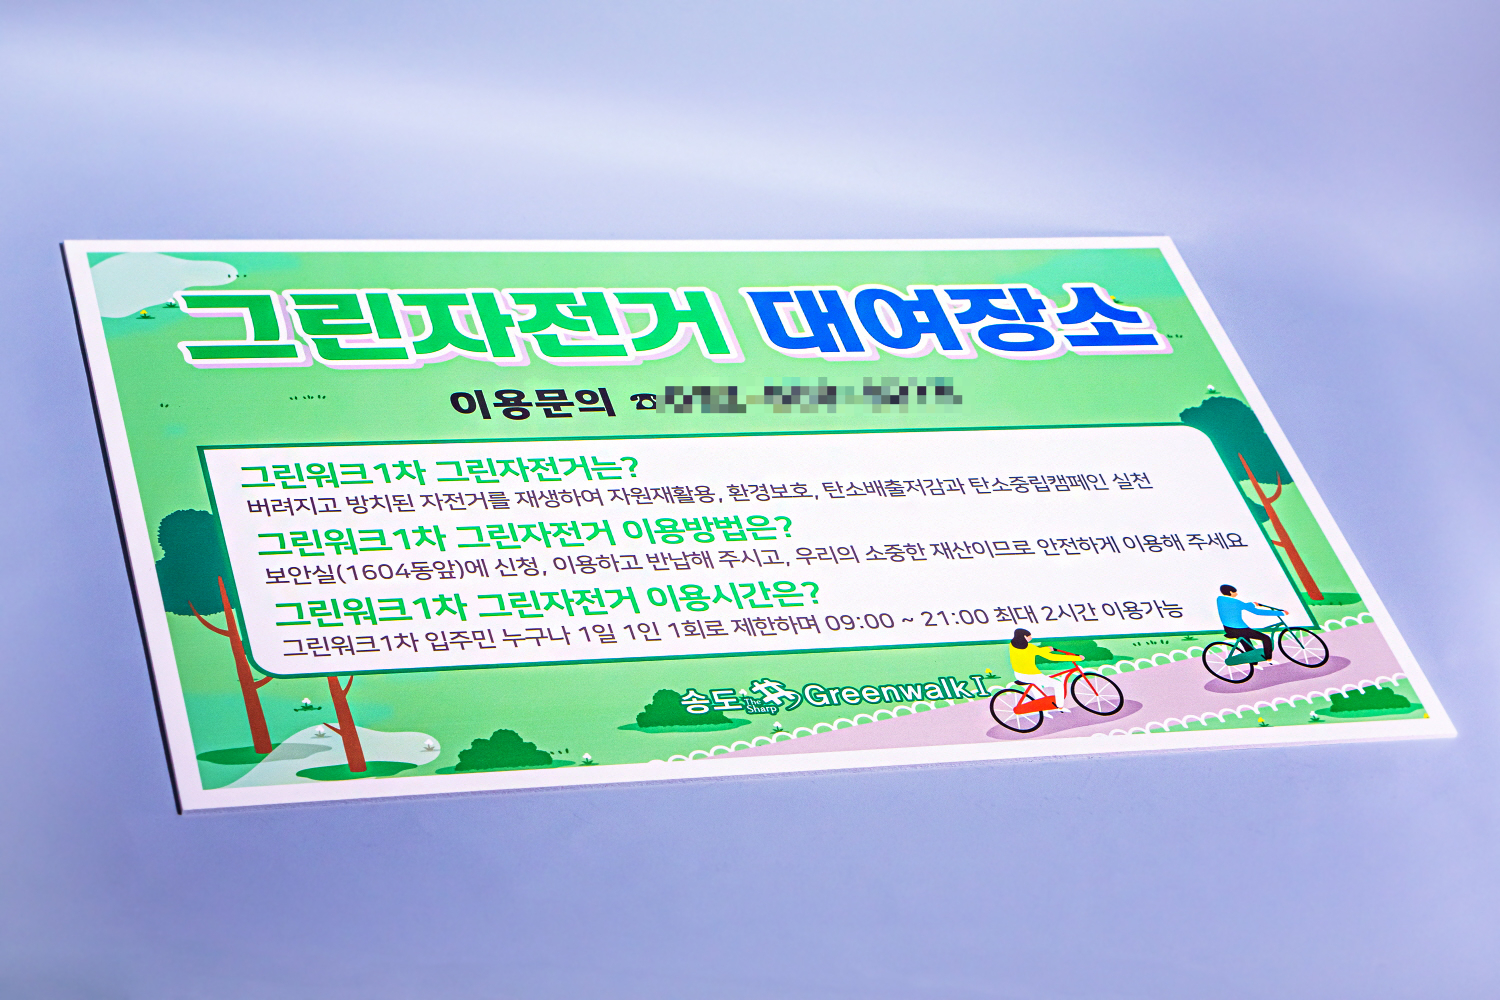 그린자전거 대여장소
이용문의 ☎
그린워크1차 그린자전거는?
버려지고 방치된 자전거를 재생하여 자원재활용, 환경보호, 탄소배출저감과 탄소중립캠페인 실천
그린워크1차 그린자전거 이용방법은?
보안실(1604동앞)에 신청, 이용하고 반납해 주시고, 우리의 소중한 재산이므로 안전하게 이용해 주세요
그린워크1차 그린자전거 이용시간은?
그린워크1차 입주민 누구나 1일 1인 1회로 제한하며 09:00 ~ 21:00 최대 2시간 이용가능
송도 The Sharp Greenwalk I